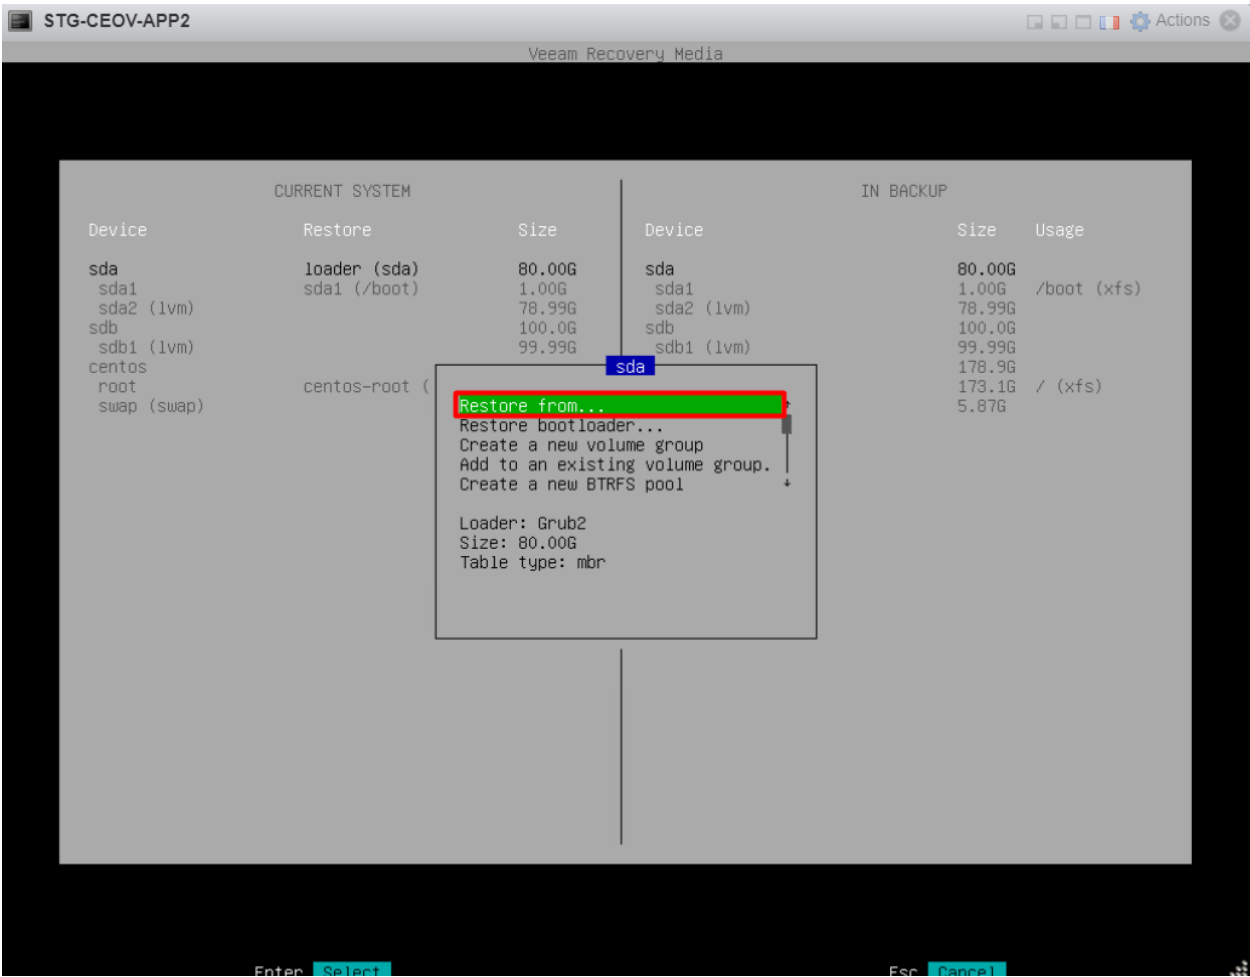 STG-CEOV-APP2 Actions
Veeam Recovery Media
CURRENT SYSTEM IN BACKUP
Device Restore Size Device Size Usage
sda loader (sda) 80.00G sda 80.00G
sda1 sda1 (/boot) 1.00G sda1 1.00G /boot (xfs)
sda2 (lvm) 78.99G sda2 (lvm) 78.99G
sdb 100.0G sdb 100.0G
sdb1 (lvm) 99.99G sdb1 (lvm) 99.99G
centos sda 178.9G
root centos-root ( 173.1G / (xfs)
swap (swap) Restore from... 5.87G
Restore bootloader...
Create a new volume group
Add to an existing volume group.
Create a new BTRFS pool
Loader: Grub2
Size: 80.00G
Table type: mbr
Enter Select Esc Cancel